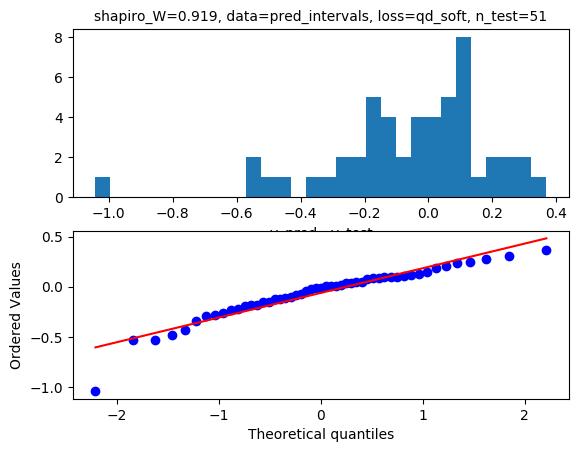 shapiro_W=0.919, data=pred_intervals, loss=qd_soft, n_test=51
8
6
4
2
0
−1.0 −0.8 −0.6 −0.4 −0.2 0.0 0.2 0.4
0.5
0.0
−0.5
−1.0
Ordered Values
−2 −1 0 1 2
Theoretical quantiles